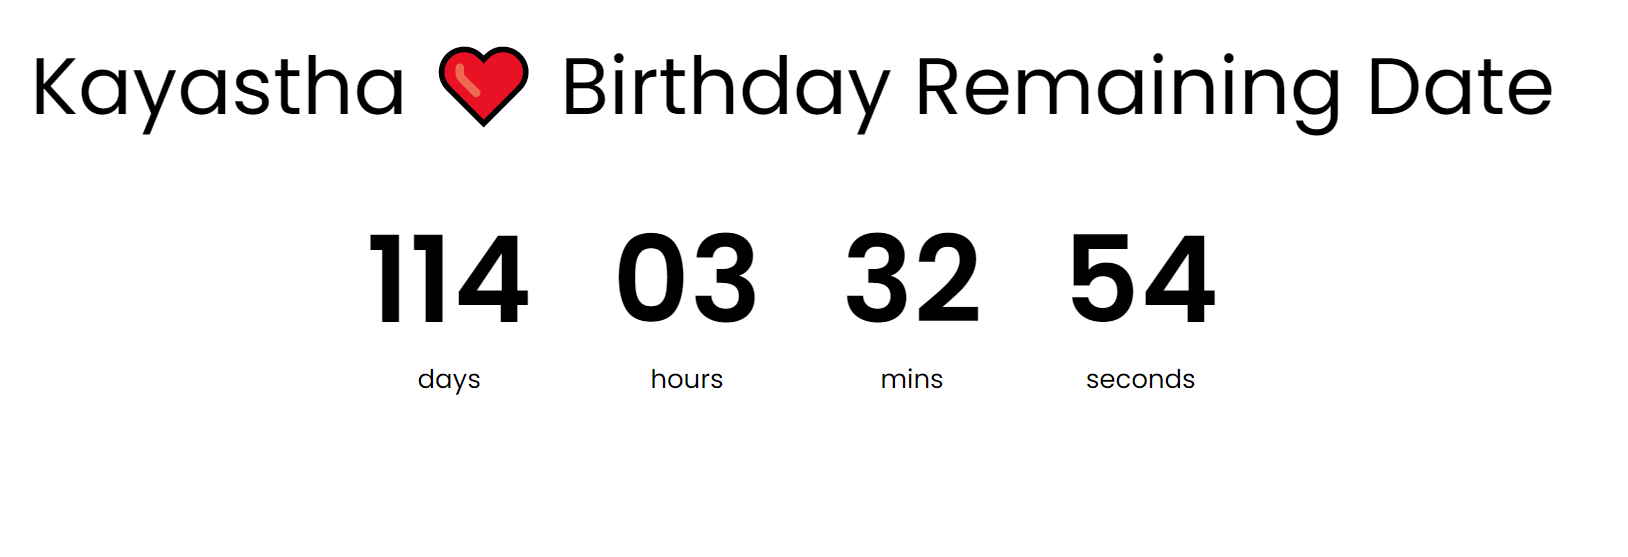 Kayastha ❤️ Birthday Remaining Date
114 03 32 54
days hours mins seconds